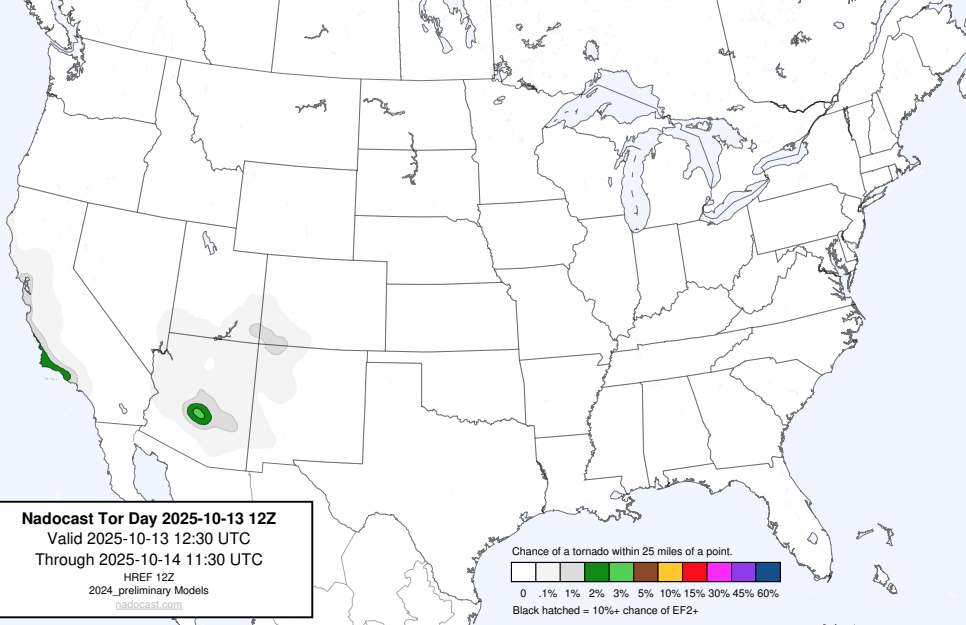 Nadocast Tor Day 2025-10-13 12Z
Valid 2025-10-13 12:30 UTC
Through 2025-10-14 11:30 UTC
HREF 12Z
2024_preliminary Models
nadocast.com
Chance of a tornado within 25 miles of a point.
0 .1% 1% 2% 3% 5% 10% 15% 30% 45% 60%
Black hatched = 10%+ chance of EF2+